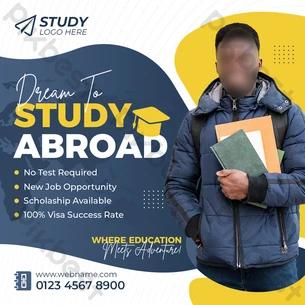 STUDY
LOGO HERE
Dream To
STUDY
ABROAD
No Test Required
New Job Opportunity
Scholaship Available
100% Visa Success Rate
WHERE EDUCATION
Meets Adventure!
www.webname.com
0123 4567 8900